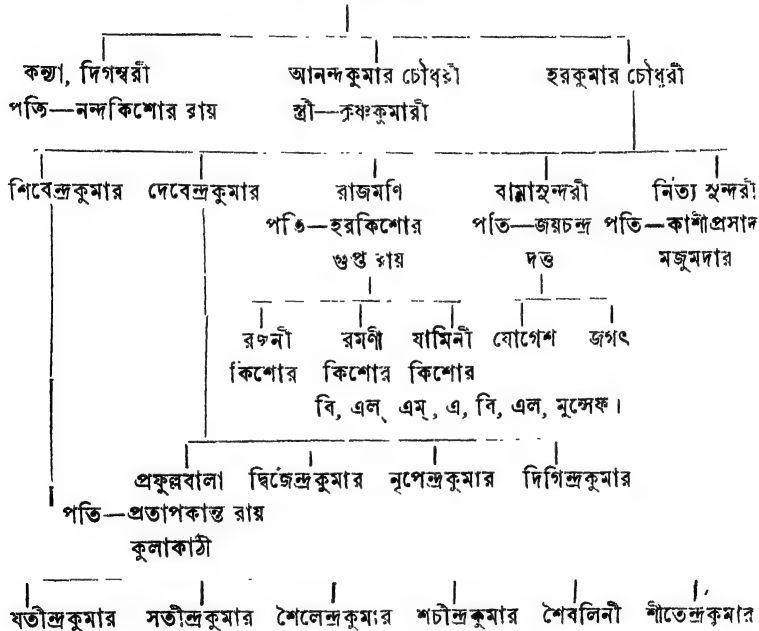 কন্যা, দিগম্বরী আনন্দকুমার চৌধুরী হরকুমার চৌধুরী
পতি—নন্দকিশোর রায় স্ত্রী—কৃষ্ণকুমারী
শিবেন্দ্রকুমার দেবেন্দ্রকুমার রাজমণি বামাসুন্দরী নিত্য সুন্দরী
পতি—হরকিশোর পতি—জয়চন্দ্র পতি—কাশীপ্রসাদ
গুপ্ত রায় দত্ত মজুমদার
রজনী রমণী যামিনী যোগেশ জগৎ
কিশোর কিশোর কিশোর
বি, এল্ এম্, এ, বি, এল, মুন্সেফ।
প্রফুল্লবালা দ্বিজেন্দ্রকুমার নৃপেন্দ্রকুমার দিগিন্দ্রকুমার
পতি—প্রতাপকান্ত রায়
কুলাকাঠী
যতীন্দ্রকুমার সতীন্দ্রকুমার শৈলেন্দ্রকুমার শচীন্দ্রকুমার শৈবলিনী শীতেন্দ্রকুমার